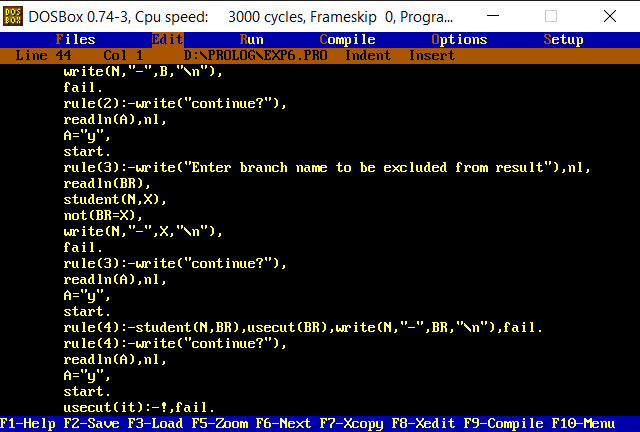 DOSBox 0.74-3, Cpu speed:    3000 cycles, Frameskip  0, Progra...
Files Edit Run Compile Options Setup
Line 44 Col 1 D:\PROLOG\EXP6.PRO Indent Insert
write(N,"-",B,"\n"),
fail.
rule(2):-write("continue?"),
readln(A),nl,
A="y",
start.
rule(3):-write("Enter branch name to be excluded from result"),nl,
readln(BR),
student(N,X),
not(BR=X),
write(N,"-",X,"\n"),
fail.
rule(3):-write("continue?"),
readln(A),nl,
A="y",
start.
rule(4):-student(N,BR),usecut(BR),write(N,"-",BR,"\n"),fail.
rule(4):-write("continue?"),
readln(A),nl,
A="y",
start.
usecut(it):-!,fail.
F1-Help F2-Save F3-Load F5-Zoom F6-Next F7-Xcopy F8-Xedit F9-Compile F10-Menu